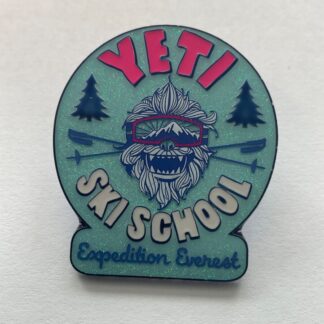 YETI
SKI SCHOOL
Expedition Everest